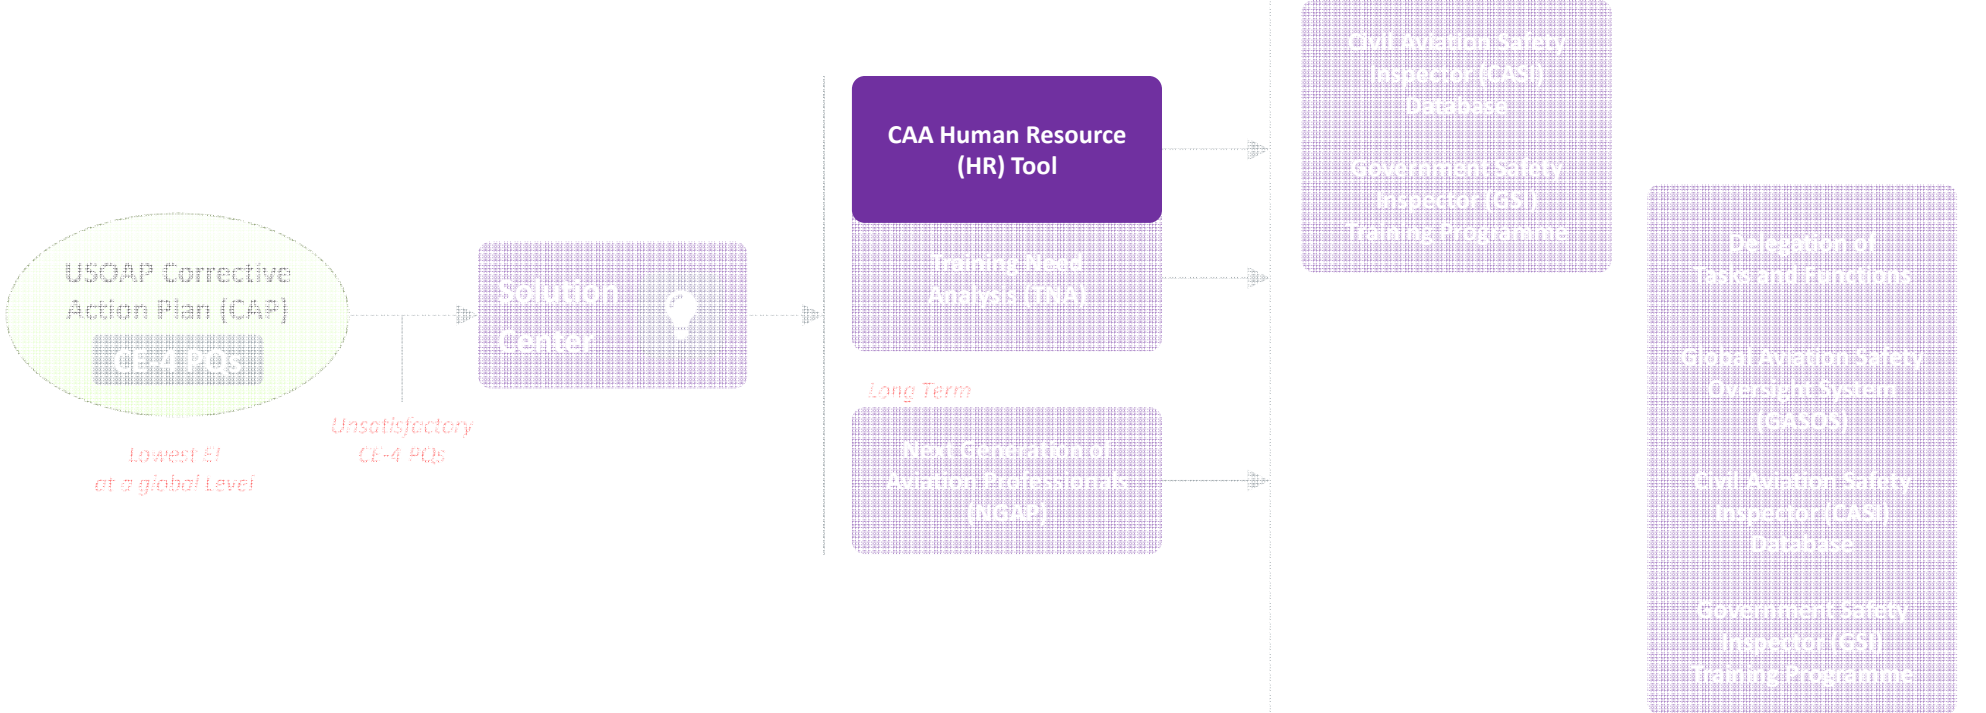 USOAP Corrective
Action Plan (CAP)
CE-4 PQs
Lowest EI
at a global Level
Unsatisfactory
CE-4 PQs
Solution
Center
CAA Human Resource
(HR) Tool
Training Need
Analysis (TNA)
Long Term
Next Generation of
Aviation Professionals
(NGAP)
Civil Aviation Safety
Inspector (CASI)
Database
Government Safety
Inspector (GSI)
Training Programme
Delegation of
Tasks and Functions
Global Aviation Safety
Oversight System
(GASOS)
Civil Aviation Safety
Inspector (CASI)
Database
Government Safety
Inspector (GSI)
Training Programme